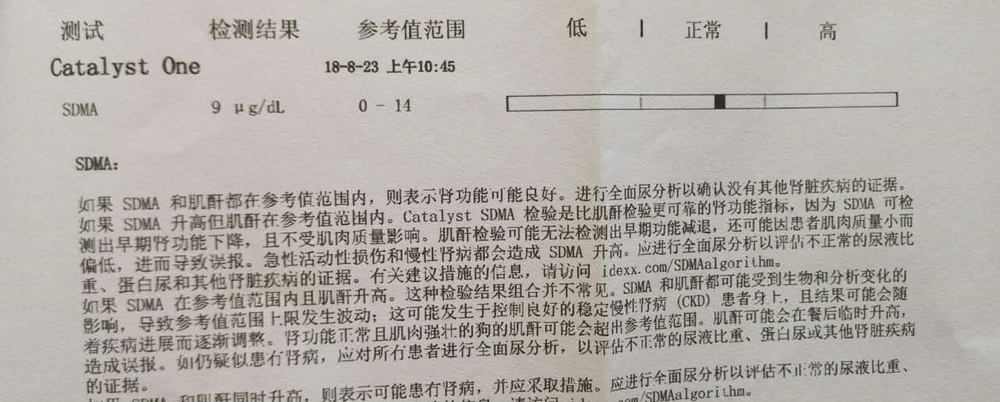 测试 检测结果 参考值范围 低 | 正常 | 高
Catalyst One 18-8-23 上午10:45
SDMA 9 μg/dL 0 - 14
SDMA:
如果 SDMA 和肌酐都在参考值范围内，则表示肾功能可能良好。进行全面尿分析以确认没有其他肾脏疾病的证据。
如果 SDMA 升高但肌酐在参考值范围内。Catalyst SDMA 检验是比肌酐检验更可靠的肾功能指标，因为 SDMA 可检
测出早期肾功能下降，且不受肌肉质量影响。肌酐检验可能无法检测出早期功能减退，还可能因患者肌肉质量小而
偏低，进而导致误报。急性活动性损伤和慢性肾病都会造成 SDMA 升高。应进行全面尿分析以评估不正常的尿液比
重、蛋白尿和其他肾脏疾病的证据。有关建议措施的信息，请访问 idexx.com/SDMAalgorithm。
如果 SDMA 在参考值范围内且肌酐升高。这种检验结果组合并不常见。SDMA 和肌酐都可能受到生物和分析变化的
影响，导致参考值范围上限发生波动；这可能发生于控制良好的稳定慢性肾病 (CKD) 患者身上，且结果可能会随
着疾病进展而逐渐调整。肾功能正常且肌肉强壮的狗的肌酐可能会超出参考值范围。肌酐可能会在餐后临时升高，
造成误报。如仍疑似患有肾病，应对所有患者进行全面尿分析，以评估不正常的尿液比重、蛋白尿或其他肾脏疾病
的证据。
如果 SDMA 和肌酐同时升高，则表示可能患有肾病，并应采取措施。应进行全面尿分析以评估不正常的尿液比重、
请访问 idexx.com/SDMAalgorithm。